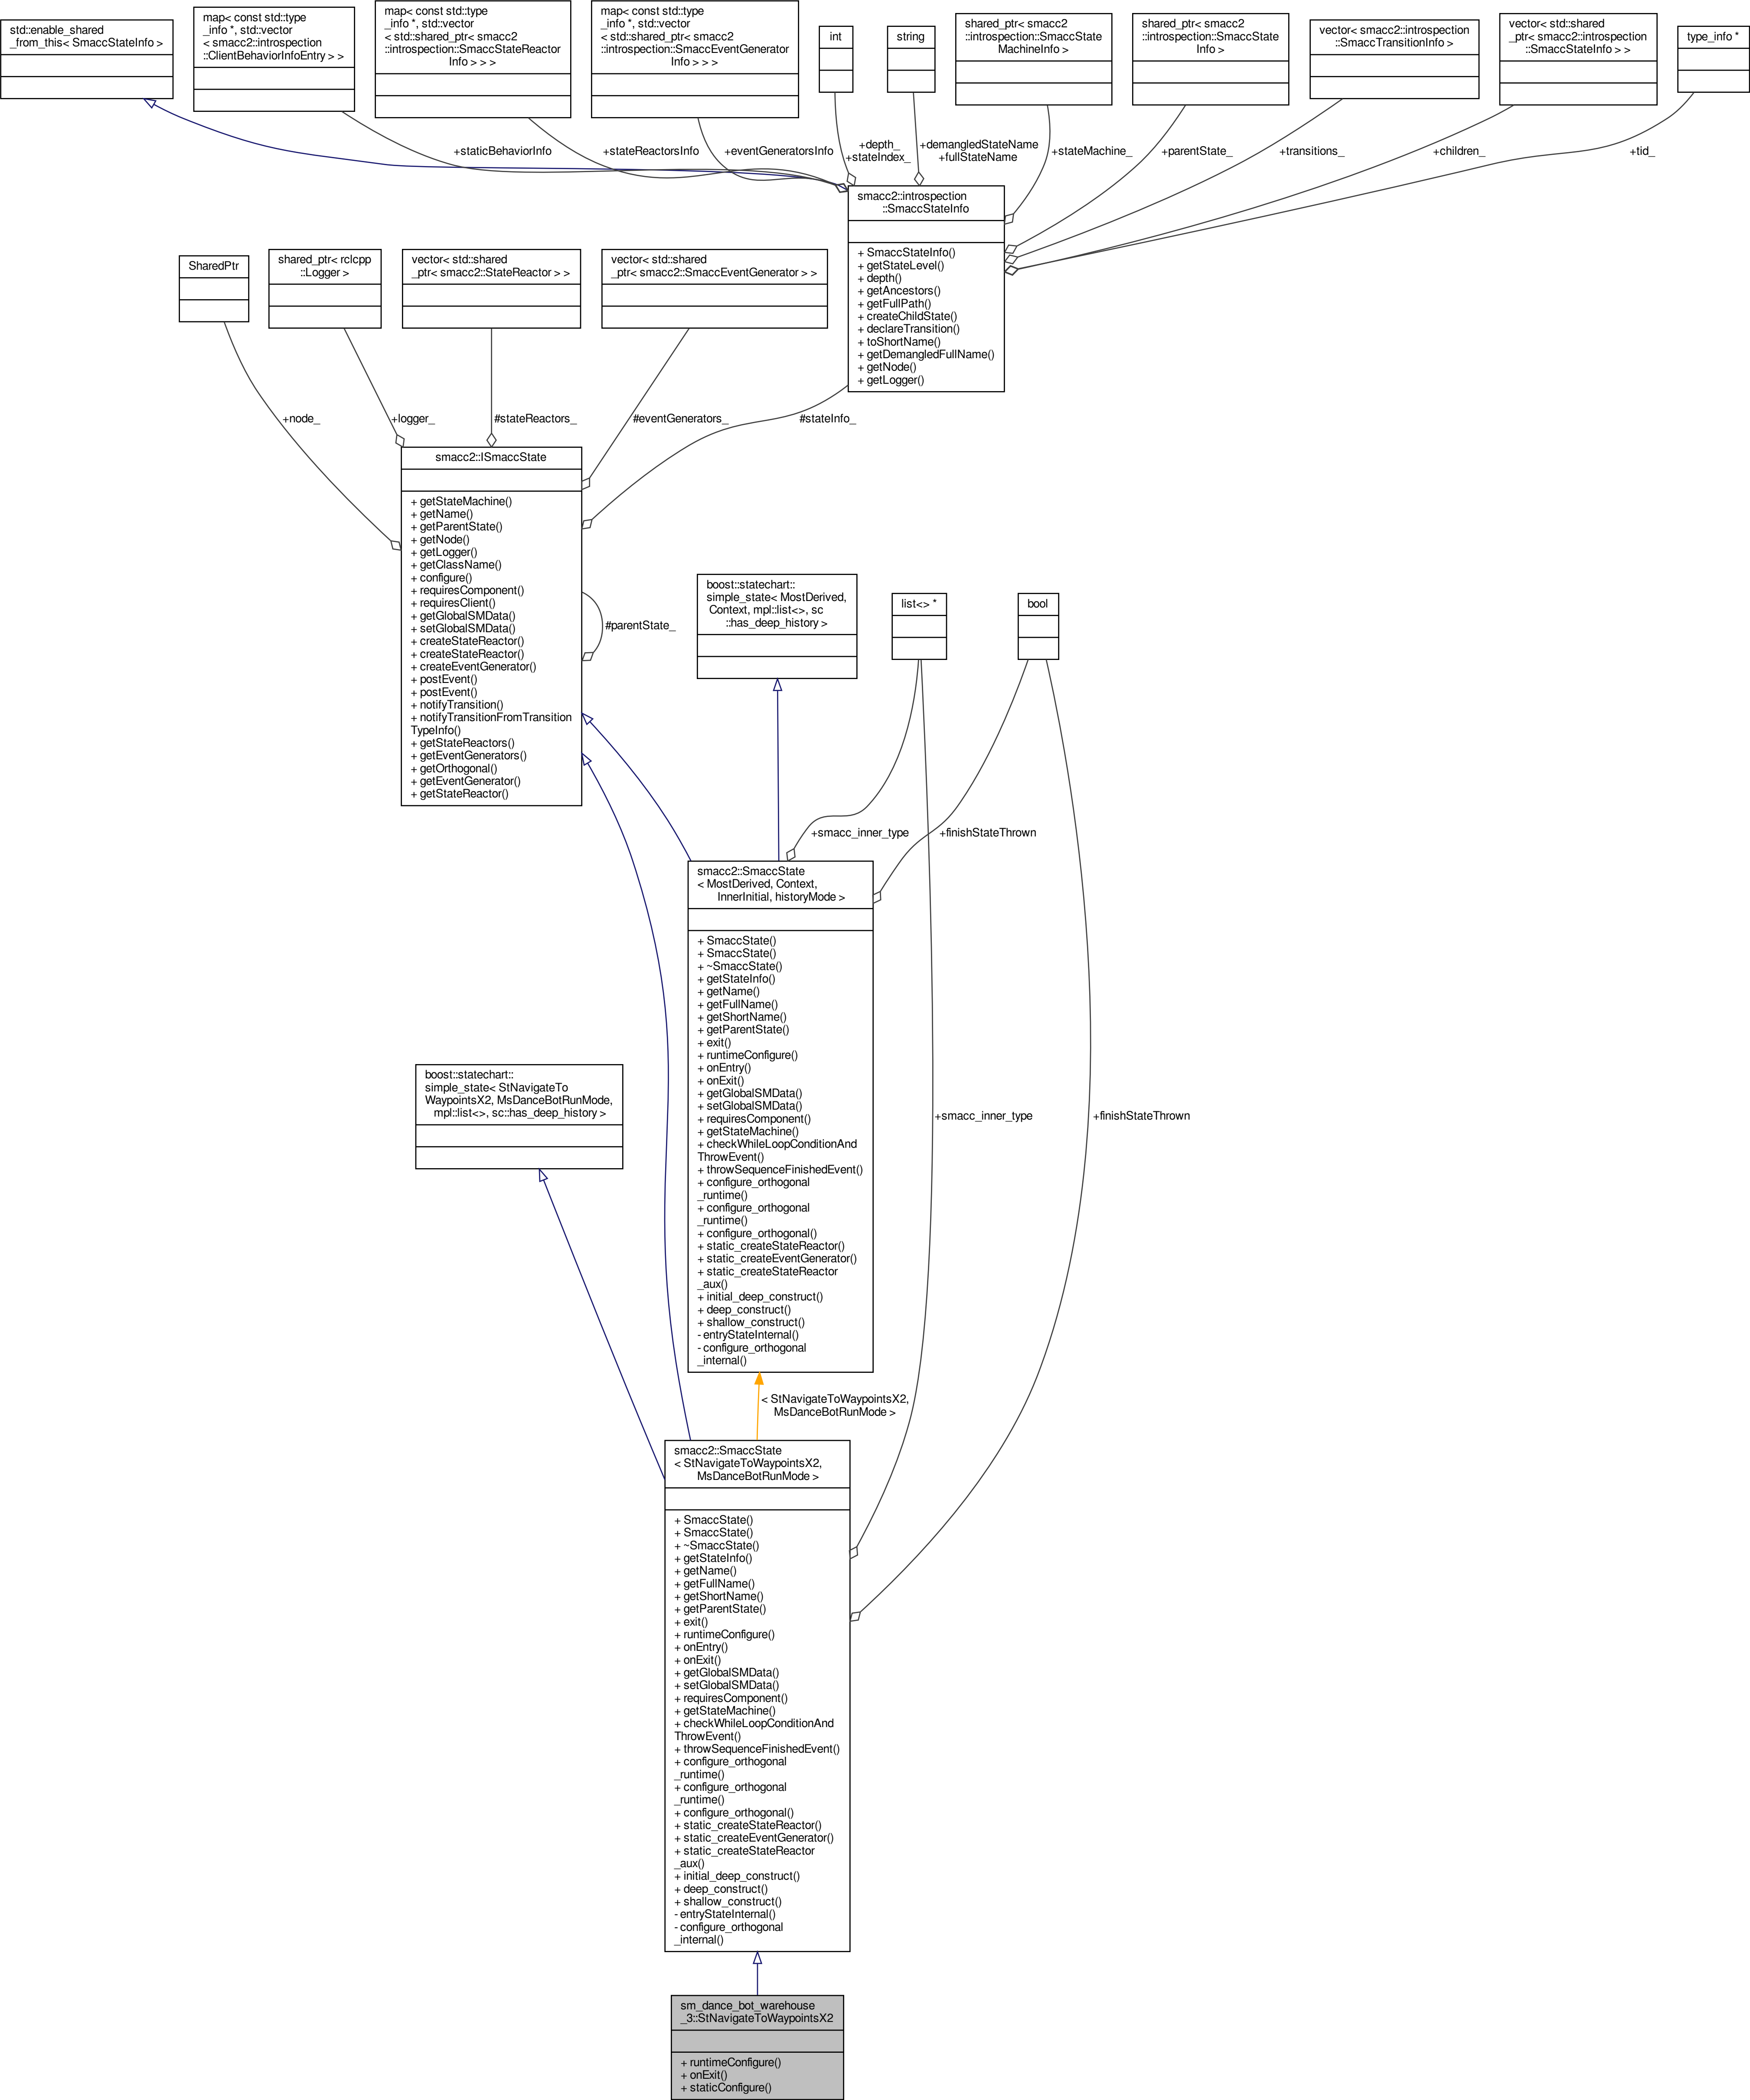 std::enable_shared
_from_this< SmaccStateInfo >
map< const std::type
_info *, std::vector
< smacc2::introspection
::ClientBehaviorInfoEntry > >
map< const std::type
_info *, std::vector
< std::shared_ptr< smacc2
::introspection::SmaccStateReactor
Info > > >
map< const std::type
_info *, std::vector
< std::shared_ptr< smacc2
::introspection::SmaccEventGenerator
Info > > >
int
string
shared_ptr< smacc2
::introspection::SmaccState
MachineInfo >
shared_ptr< smacc2
::introspection::SmaccState
Info >
vector< smacc2::introspection
::SmaccTransitionInfo >
vector< std::shared
_ptr< smacc2::introspection
::SmaccStateInfo > >
type_info *
+staticBehaviorInfo
+stateReactorsInfo
+eventGeneratorsInfo
+depth_
+stateIndex_
+demangledStateName
+fullStateName
+stateMachine_
+parentState_
+transitions_
+children_
+tid_
smacc2::introspection
::SmaccStateInfo
+ SmaccStateInfo()
+ getStateLevel()
+ depth()
+ getAncestors()
+ getFullPath()
+ createChildState()
+ declareTransition()
+ toShortName()
+ getDemangledFullName()
+ getNode()
+ getLogger()
SharedPtr
shared_ptr< rclcpp
::Logger >
vector< std::shared
_ptr< smacc2::StateReactor > >
vector< std::shared
_ptr< smacc2::SmaccEventGenerator > >
+node_
+logger_
#stateReactors_
#eventGenerators_
#stateInfo_
smacc2::ISmaccState
+ getStateMachine()
+ getName()
+ getParentState()
+ getNode()
+ getLogger()
+ getClassName()
+ configure()
+ requiresComponent()
+ requiresClient()
+ getGlobalSMData()
+ setGlobalSMData()
+ createStateReactor()
+ createStateReactor()
+ createEventGenerator()
+ postEvent()
+ postEvent()
+ notifyTransition()
+ notifyTransitionFromTransition
TypeInfo()
+ getStateReactors()
+ getEventGenerators()
+ getOrthogonal()
+ getEventGenerator()
+ getStateReactor()
#parentState_
boost::statechart::
simple_state< MostDerived,
Context, mpl::list<>, sc
::has_deep_history >
list<> *
bool
+smacc_inner_type
+finishStateThrown
smacc2::SmaccState
< MostDerived, Context,
InnerInitial, historyMode >
+ SmaccState()
+ SmaccState()
+ ~SmaccState()
+ getStateInfo()
+ getName()
+ getFullName()
+ getShortName()
+ getParentState()
+ exit()
+ runtimeConfigure()
+ onEntry()
+ onExit()
+ getGlobalSMData()
+ setGlobalSMData()
+ requiresComponent()
+ getStateMachine()
+ checkWhileLoopConditionAnd
ThrowEvent()
+ throwSequenceFinishedEvent()
+ configure_orthogonal
_runtime()
+ configure_orthogonal
_runtime()
+ configure_orthogonal()
+ static_createStateReactor()
+ static_createEventGenerator()
+ static_createStateReactor
_aux()
+ initial_deep_construct()
+ deep_construct()
+ shallow_construct()
- entryStateInternal()
- configure_orthogonal
_internal()
boost::statechart::
simple_state< StNavigateTo
WaypointsX2, MsDanceBotRunMode,
mpl::list<>, sc::has_deep_history >
+smacc_inner_type
+finishStateThrown
< StNavigateToWaypointsX2,
MsDanceBotRunMode >
smacc2::SmaccState
< StNavigateToWaypointsX2,
MsDanceBotRunMode >
+ SmaccState()
+ SmaccState()
+ ~SmaccState()
+ getStateInfo()
+ getName()
+ getFullName()
+ getShortName()
+ getParentState()
+ exit()
+ runtimeConfigure()
+ onEntry()
+ onExit()
+ getGlobalSMData()
+ setGlobalSMData()
+ requiresComponent()
+ getStateMachine()
+ checkWhileLoopConditionAnd
ThrowEvent()
+ throwSequenceFinishedEvent()
+ configure_orthogonal
_runtime()
+ configure_orthogonal
_runtime()
+ configure_orthogonal()
+ static_createStateReactor()
+ static_createEventGenerator()
+ static_createStateReactor
_aux()
+ initial_deep_construct()
+ deep_construct()
+ shallow_construct()
- entryStateInternal()
- configure_orthogonal
_internal()
sm_dance_bot_warehouse
_3::StNavigateToWaypointsX2
+ runtimeConfigure()
+ onExit()
+ staticConfigure()